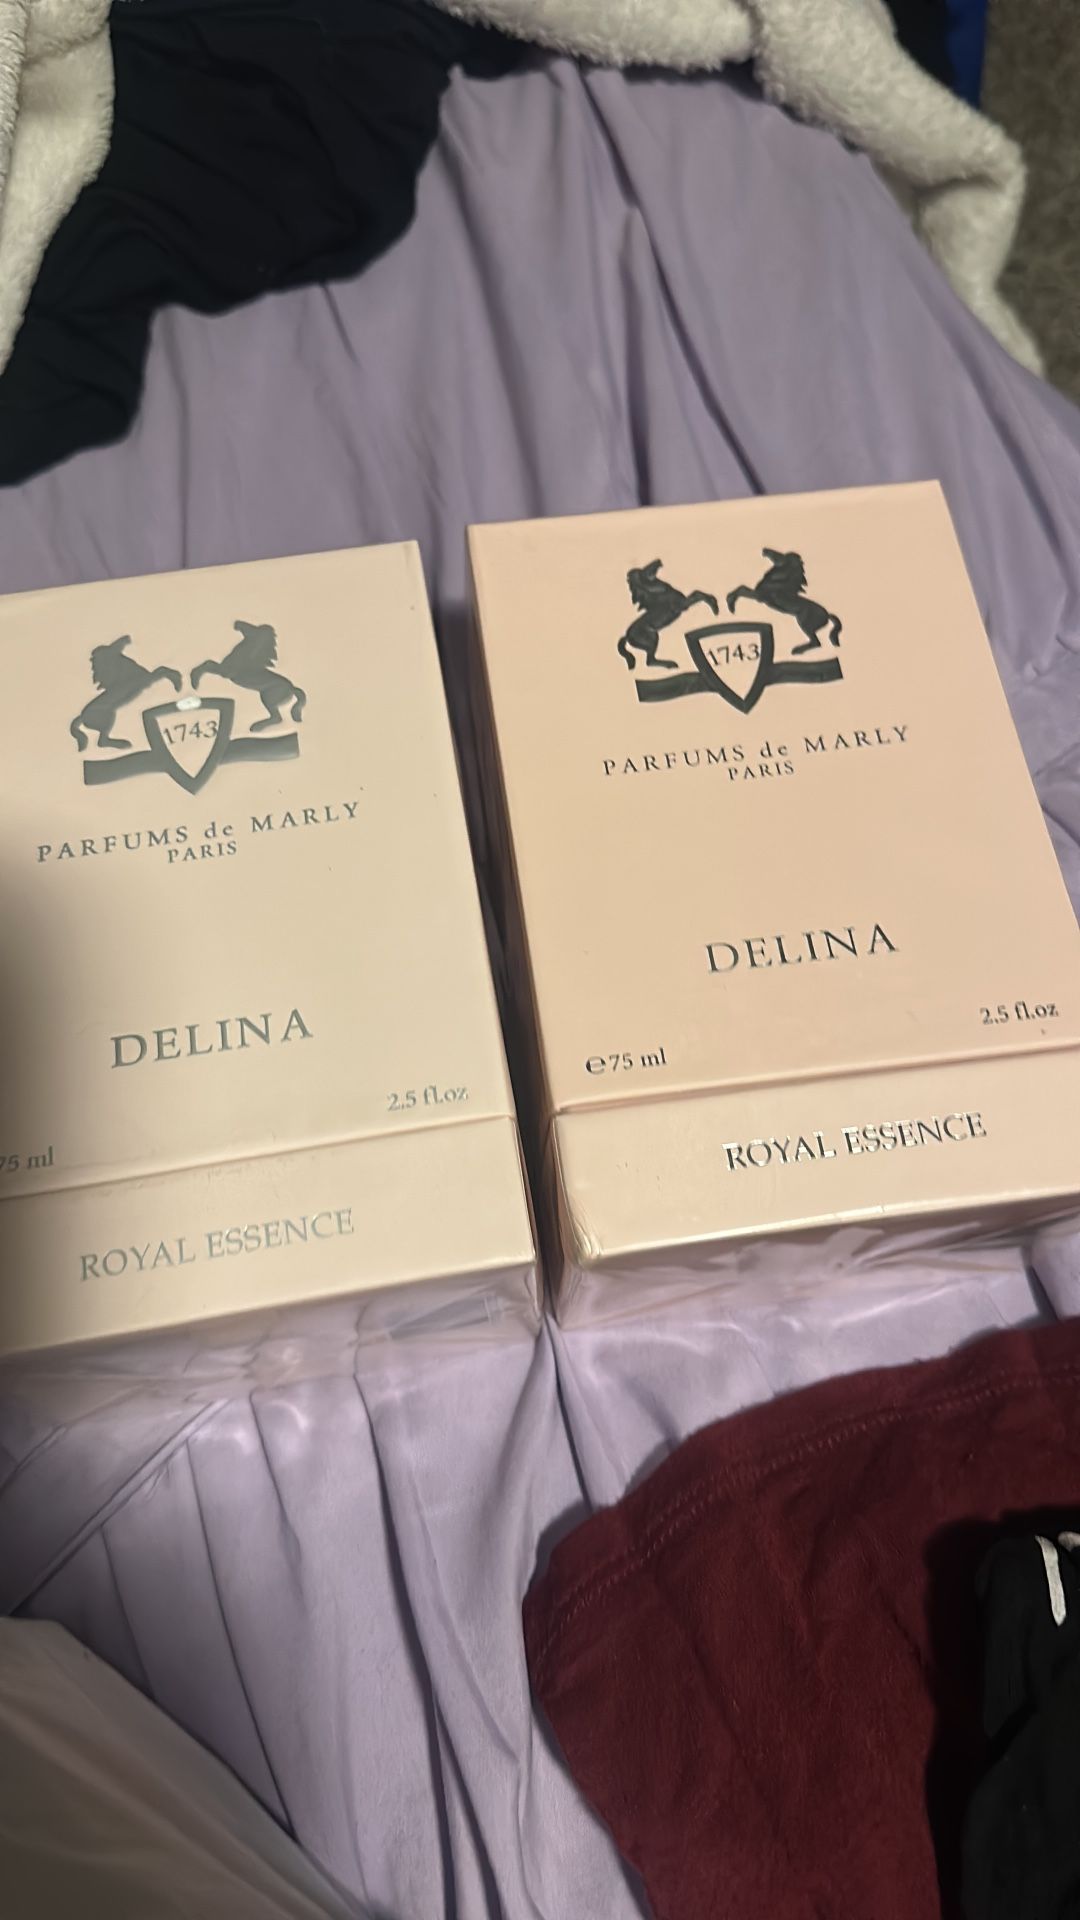 1743
PARFUMS de MARLY
PARIS
DELINA
75 ml
2.5 fl.oz
ROYAL ESSENCE
1743
PARFUMS de MARLY
PARIS
DELINA
℮75 ml
2.5 fl.oz
ROYAL ESSENCE